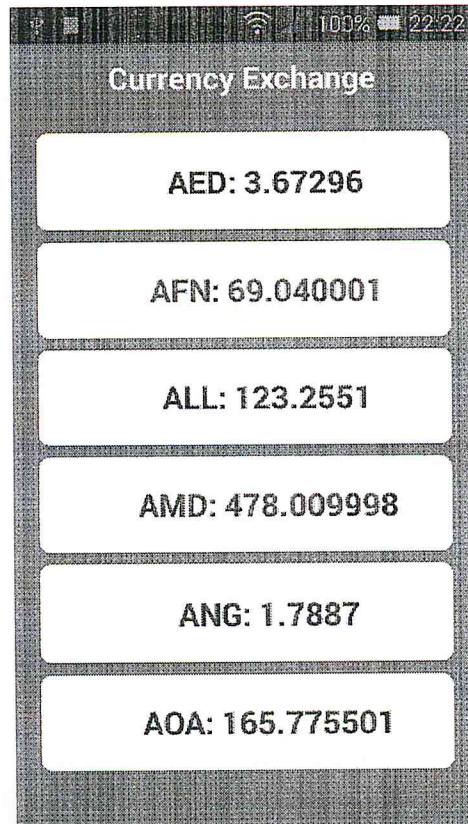 100% 22:22
Currency Exchange
AED: 3.67296
AFN: 69.040001
ALL: 123.2551
AMD: 478.009998
ANG: 1.7887
AOA: 165.775501